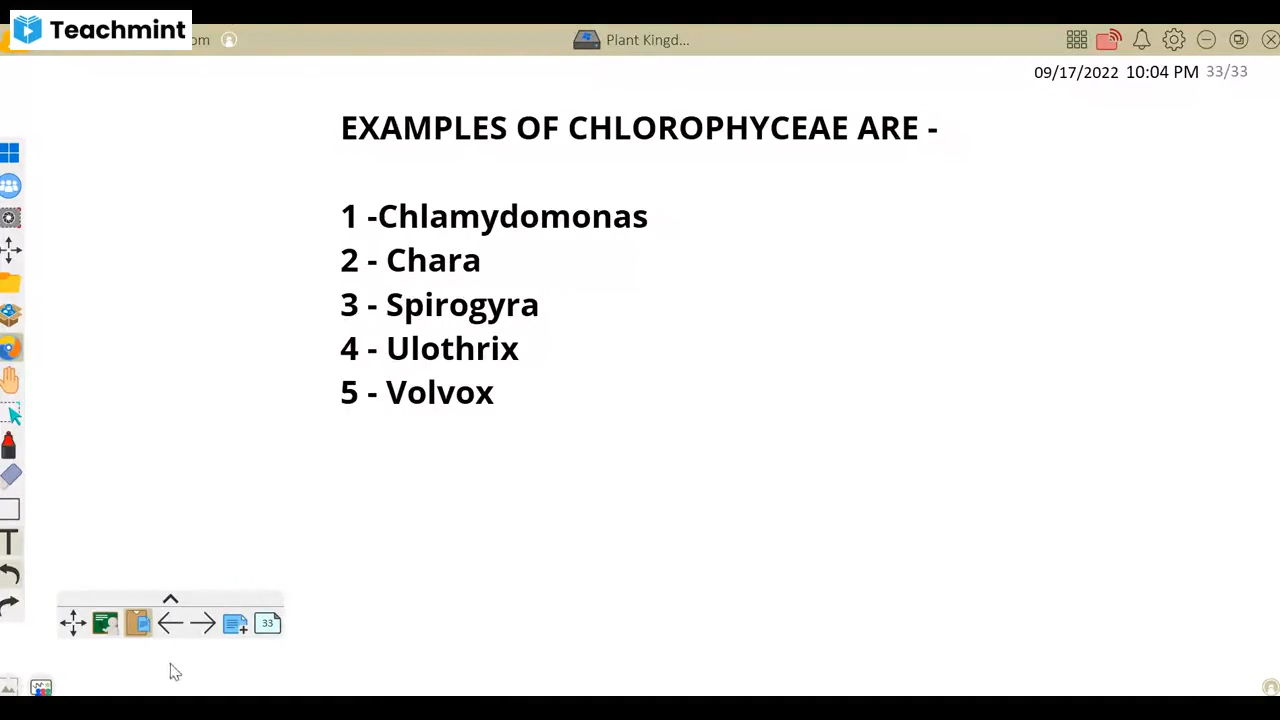 Teachmint
om
Plant Kingd...
09/17/2022 10:04 PM 33/33
EXAMPLES OF CHLOROPHYCEAE ARE -
1 -Chlamydomonas
2 - Chara
3 - Spirogyra
4 - Ulothrix
5 - Volvox
T
33